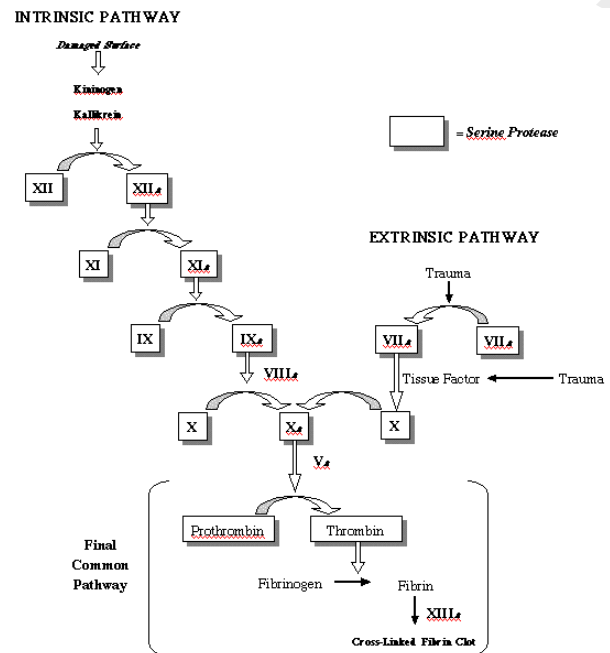 INTRINSIC PATHWAY
Damaged Surface
Kininogen
Kallikrein
= Serine Protease
XII
XIIa
EXTRINSIC PATHWAY
XI
XIa
Trauma
IX
IXa
VIIa
VIIa
VIIIa
Tissue Factor
Trauma
X
Xa
X
Va
Prothrombin
Thrombin
Final
Common
Pathway
Fibrinogen
Fibrin
XIIIa
Cross-Linked Fibrin Clot